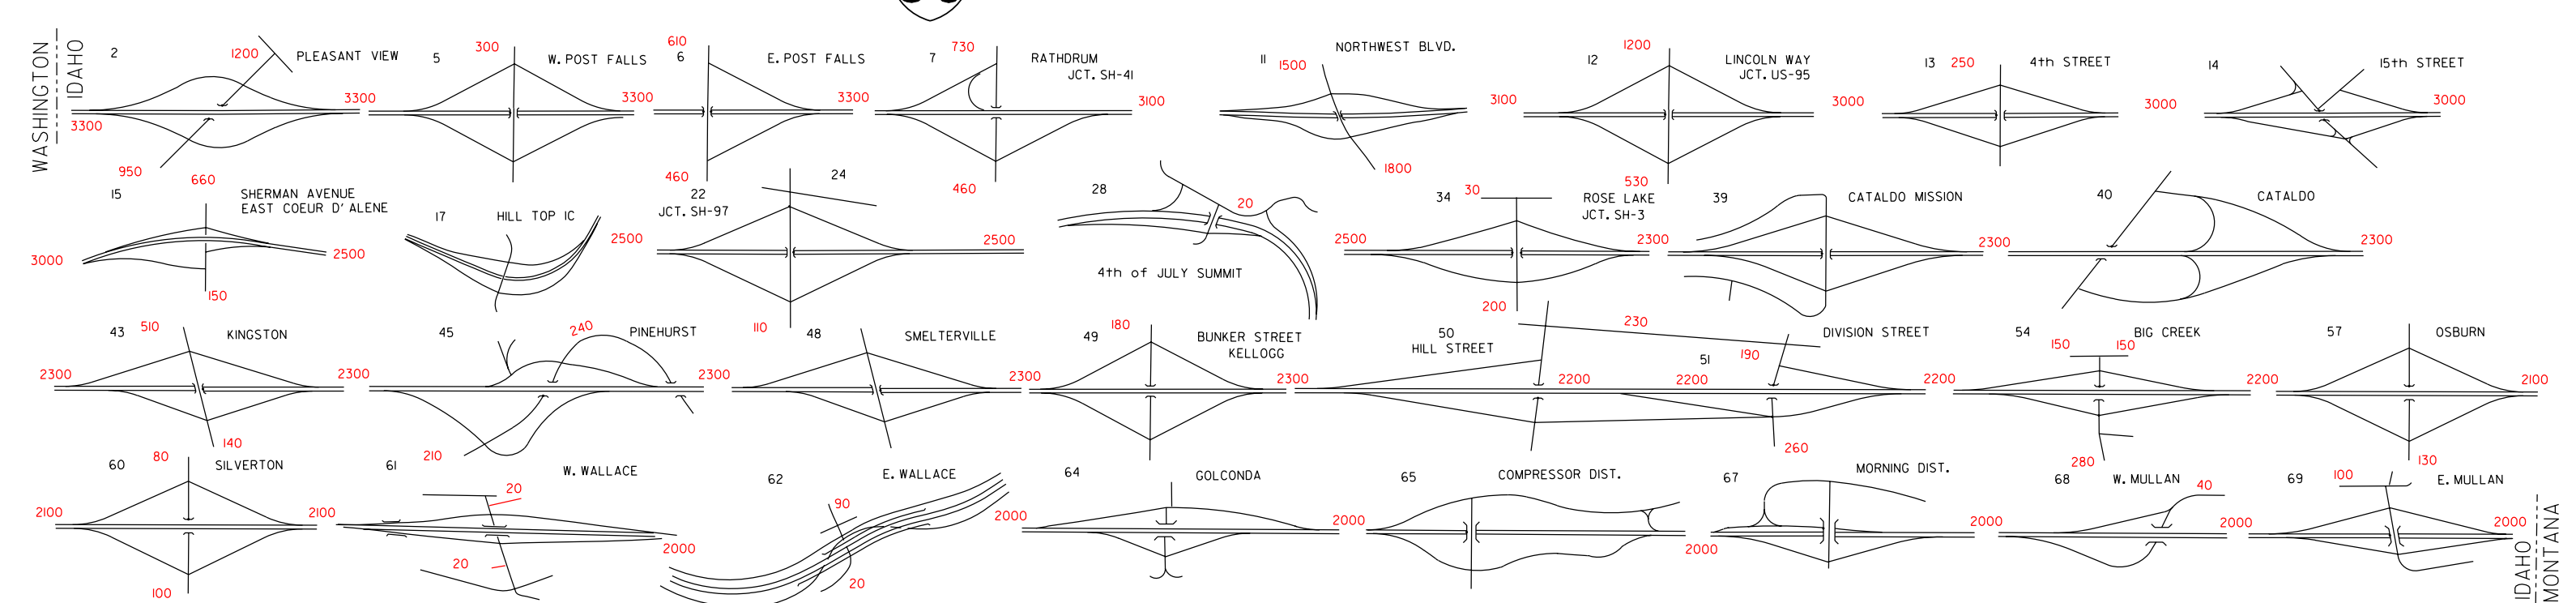 WASHINGTON
IDAHO
2
1200
PLEASANT VIEW
3300
3300
950
5
300
W. POST FALLS
3300
610
6
E. POST FALLS
3300
460
7
730
RATHDRUM
JCT. SH-41
3100
460
11
1500
NORTHWEST BLVD.
3100
1800
12
1200
LINCOLN WAY
JCT. US-95
3000
530
13
250
4th STREET
3000
14
15th STREET
3000
15
660
SHERMAN AVENUE
EAST COEUR D' ALENE
3000
2500
150
17
HILL TOP IC
2500
22
JCT. SH-97
24
2500
110
28
20
4th of JULY SUMMIT
2500
34
30
ROSE LAKE
JCT. SH-3
2300
200
39
CATALDO MISSION
2300
40
CATALDO
2300
43
510
KINGSTON
2300
2300
140
45
240
PINEHURST
2300
210
48
SMELTERVILLE
2300
49
180
BUNKER STREET
KELLOGG
2300
50
HILL STREET
230
2200
2200
51
190
DIVISION STREET
2200
260
54
150
150
BIG CREEK
2200
280
57
OSBURN
2100
130
60
80
SILVERTON
2100
2100
100
61
20
W. WALLACE
20
2000
62
90
E. WALLACE
20
2000
64
GOLCONDA
2000
65
COMPRESSOR DIST.
2000
67
MORNING DIST.
2000
68
W. MULLAN
40
2000
69
100
E. MULLAN
2000
IDAHO
MONTANA